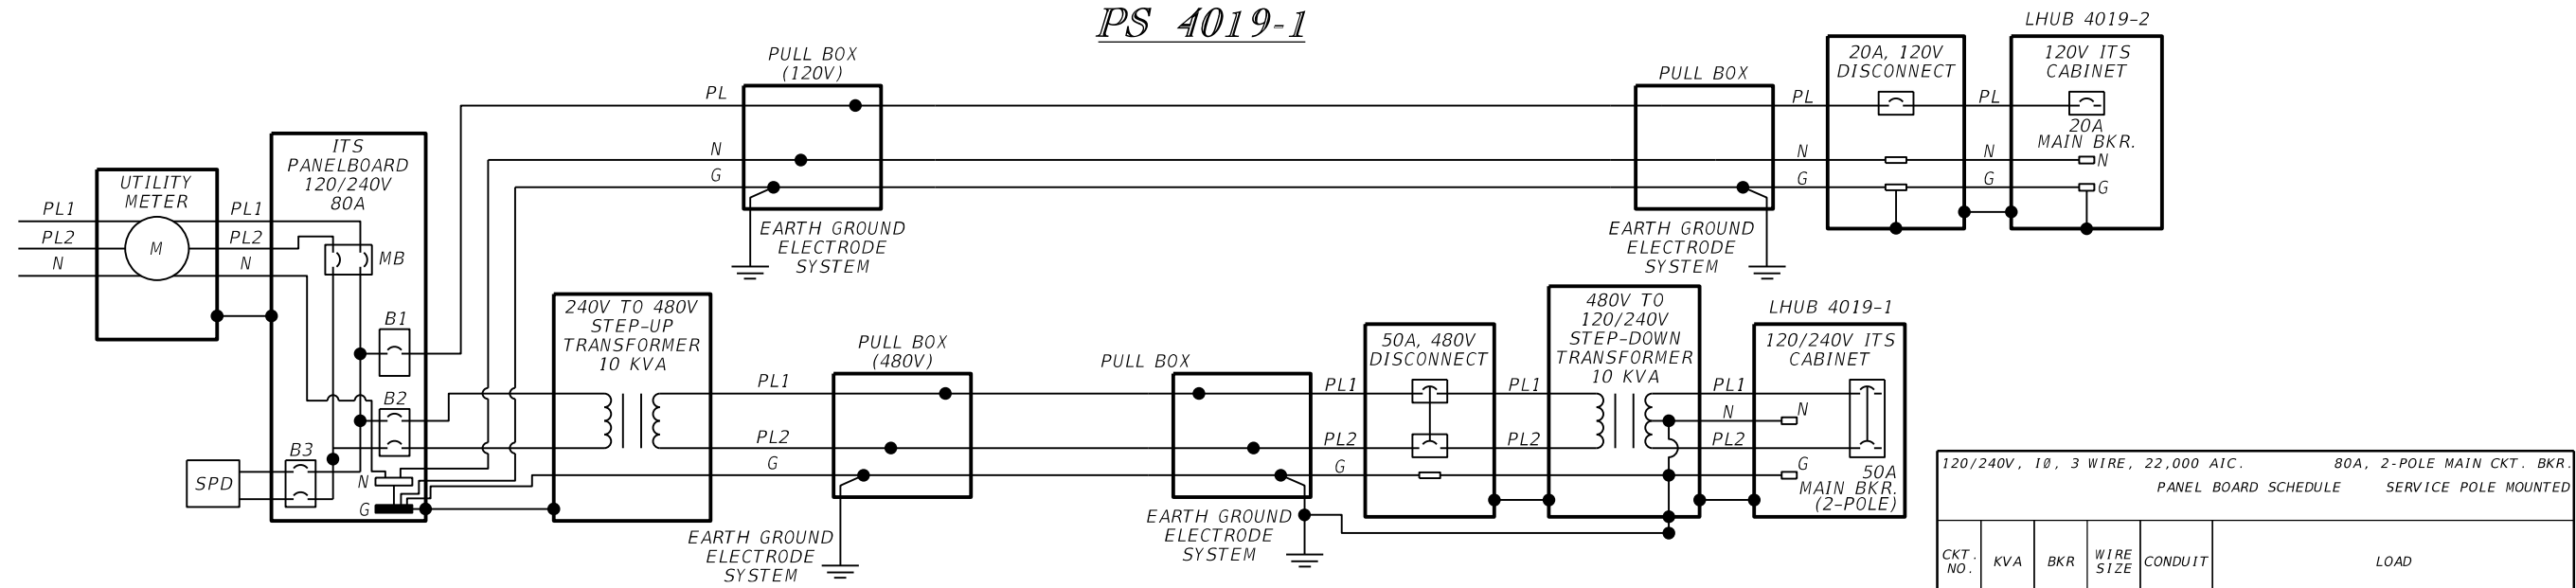 PS 4019-1
UTILITY
METER
PL1
PL2
N
M
PL1
PL2
N
ITS
PANELBOARD
120/240V
80A
MB
B1
B2
B3
SPD
N
G
PULL BOX
(120V)
PL
N
G
EARTH GROUND
ELECTRODE
SYSTEM
PULL BOX
EARTH GROUND
ELECTRODE
SYSTEM
PL
N
G
20A, 120V
DISCONNECT
PL
N
G
LHUB 4019-2
120V ITS
CABINET
20A
MAIN BKR.
N
G
240V TO 480V
STEP-UP
TRANSFORMER
10 KVA
PL1
PL2
G
PULL BOX
(480V)
EARTH GROUND
ELECTRODE
SYSTEM
PULL BOX
EARTH GROUND
ELECTRODE
SYSTEM
PL1
PL2
G
50A, 480V
DISCONNECT
PL1
PL2
480V TO
120/240V
STEP-DOWN
TRANSFORMER
10 KVA
PL1
N
PL2
LHUB 4019-1
120/240V ITS
CABINET
N
G
50A
MAIN BKR.
(2-POLE)
120/240V, 1Ø, 3 WIRE, 22,000 AIC. 80A, 2-POLE MAIN CKT. BKR.
PANEL BOARD SCHEDULE SERVICE POLE MOUNTED
CKT.
NO.
KVA
BKR
WIRE
SIZE
CONDUIT
LOAD